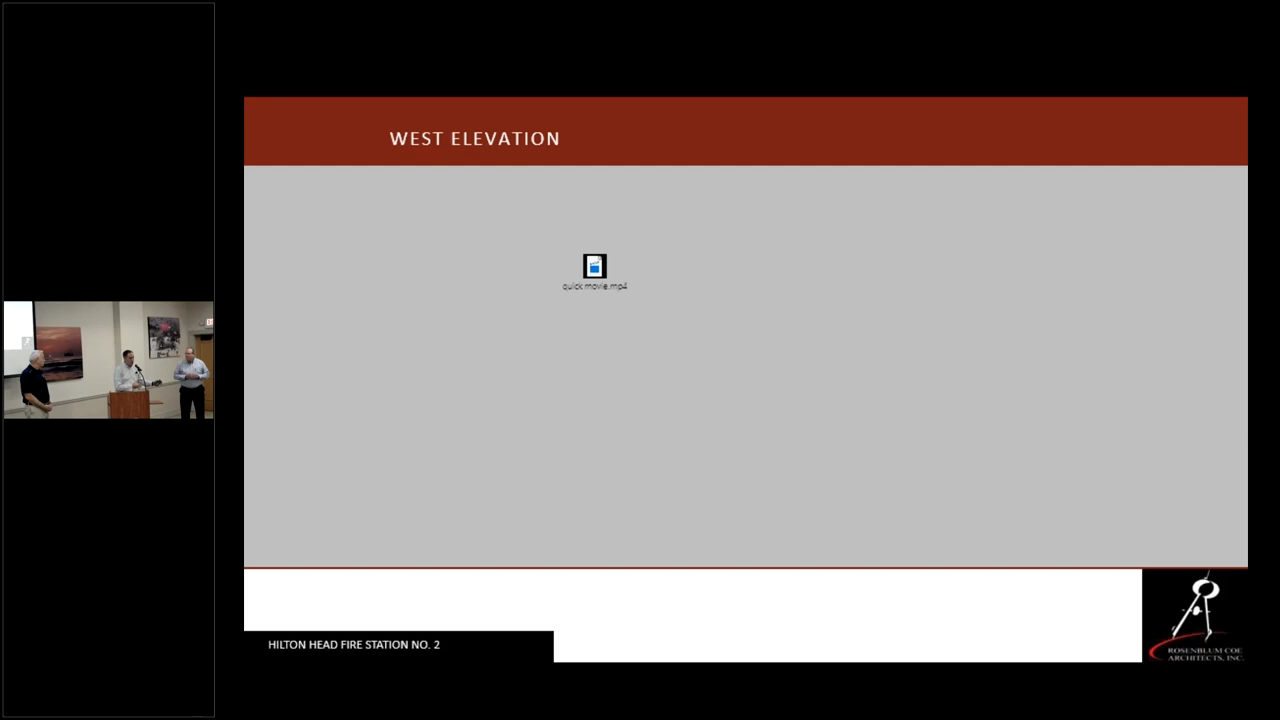 WEST ELEVATION
quick movie.mp4
HILTON HEAD FIRE STATION NO. 2
ROSENBLUM COE
ARCHITECTS, INC.